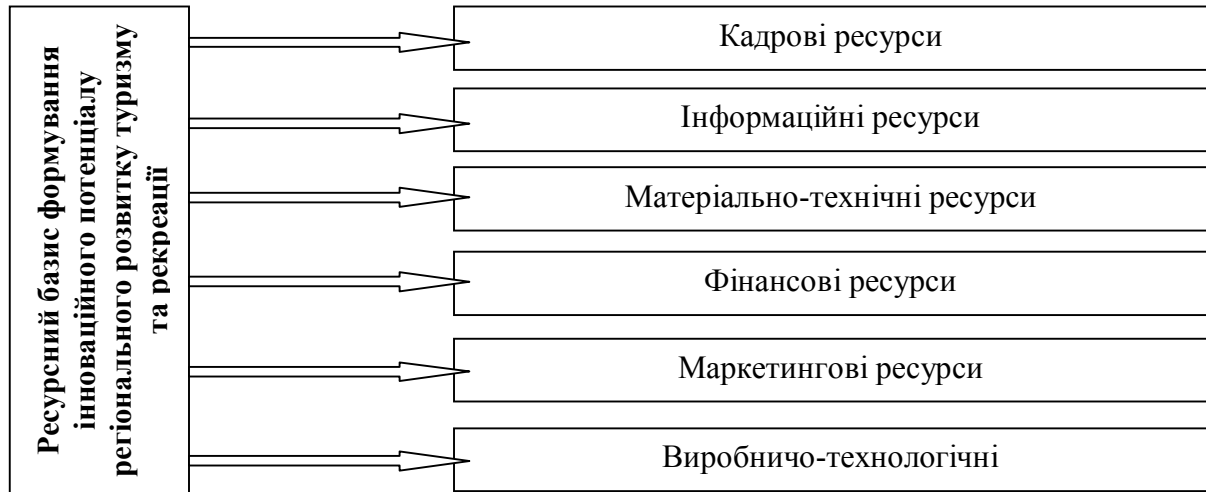 Ресурсний базис формування
інноваційного потенціалу
регіонального розвитку туризму
та рекреації
Кадрові ресурси
Інформаційні ресурси
Матеріально-технічні ресурси
Фінансові ресурси
Маркетингові ресурси
Виробничо-технологічні